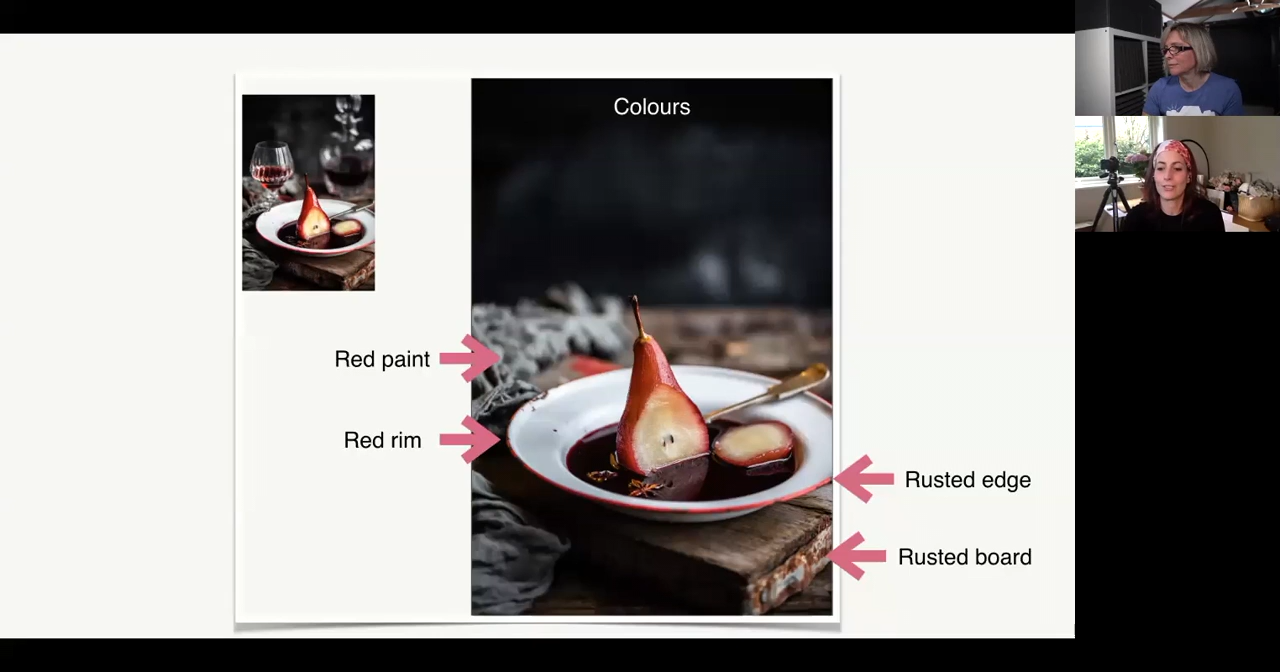 Colours
Red paint
Red rim
Rusted edge
Rusted board